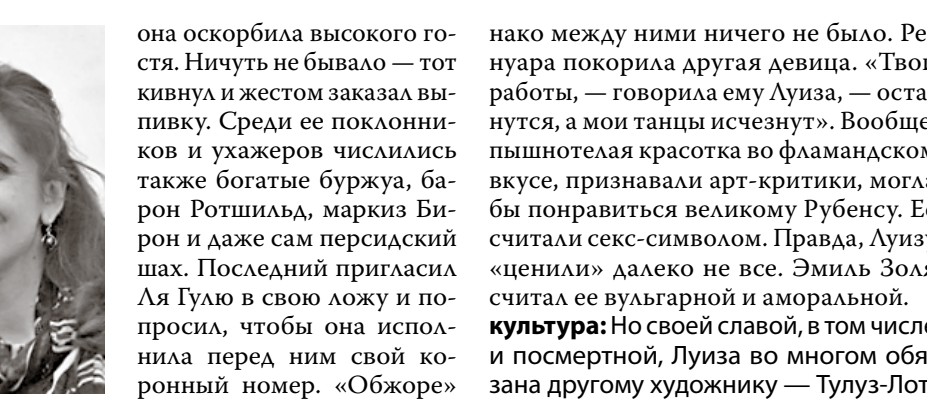 она оскорбила высокого го-
стя. Ничуть не бывало — тот
кивнул и жестом заказал вы-
пивку. Среди ее поклонни-
ков и ухажеров числились
также богатые буржуа, ба-
рон Ротшильд, маркиз Би-
рон и даже сам персидский
шах. Последний пригласил
Ля Гулю в свою ложу и по-
просил, чтобы она испол-
нила перед ним свой ко-
ронный номер. «Обжоре»
нако между ними ничего не было. Ре
нуара покорила другая девица. «Твои
работы, — говорила ему Луиза, — оста
нутся, а мои танцы исчезнут». Вообще
пышнотелая красотка во фламандском
вкусе, признавали арт-критики, могла
бы понравиться великому Рубенсу. Ее
считали секс-символом. Правда, Луизу
«ценили» далеко не все. Эмиль Золя
считал ее вульгарной и аморальной.
культура: Но своей славой, в том числе
и посмертной, Луиза во многом обя
зана другому художнику — Тулуз-Лот